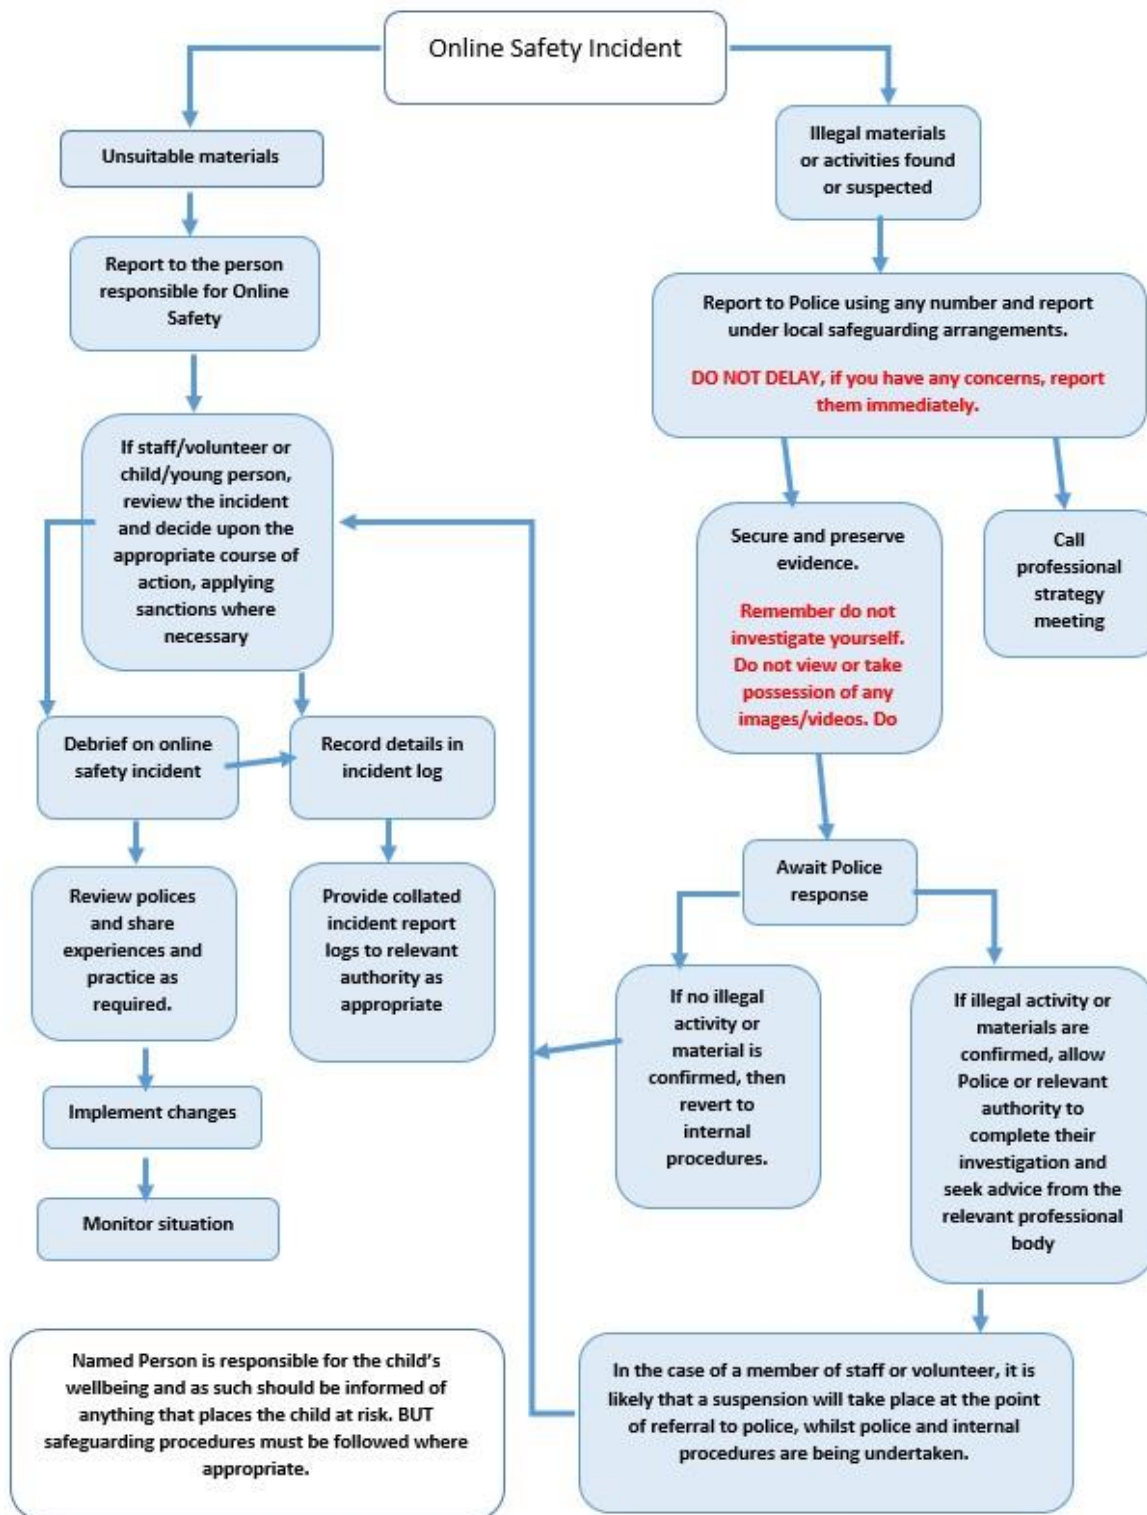 Online Safety Incident
Unsuitable materials
Report to the person
responsible for Online
Safety
If staff/volunteer or
child/young person,
review the incident
and decide upon the
appropriate course of
action, applying
sanctions where
necessary
Debrief on online
safety incident
Record details in
incident log
Review polices
and share
experiences and
practice as
required.
Provide collated
incident report
logs to relevant
authority as
appropriate
Implement changes
Monitor situation
Illegal materials
or activities found
or suspected
Report to Police using any number and report
under local safeguarding arrangements.
DO NOT DELAY, if you have any concerns, report
them immediately.
Secure and preserve
evidence.
Remember do not
investigate yourself.
Do not view or take
possession of any
images/videos. Do
Call
professional
strategy
meeting
Await Police
response
If no illegal
activity or
material is
confirmed, then
revert to
internal
procedures.
If illegal activity or
materials are
confirmed, allow
Police or relevant
authority to
complete their
investigation and
seek advice from the
relevant professional
body
In the case of a member of staff or volunteer, it is
likely that a suspension will take place at the point
of referral to police, whilst police and internal
procedures are being undertaken.
Named Person is responsible for the child's
wellbeing and as such should be informed of
anything that places the child at risk. BUT
safeguarding procedures must be followed where
appropriate.